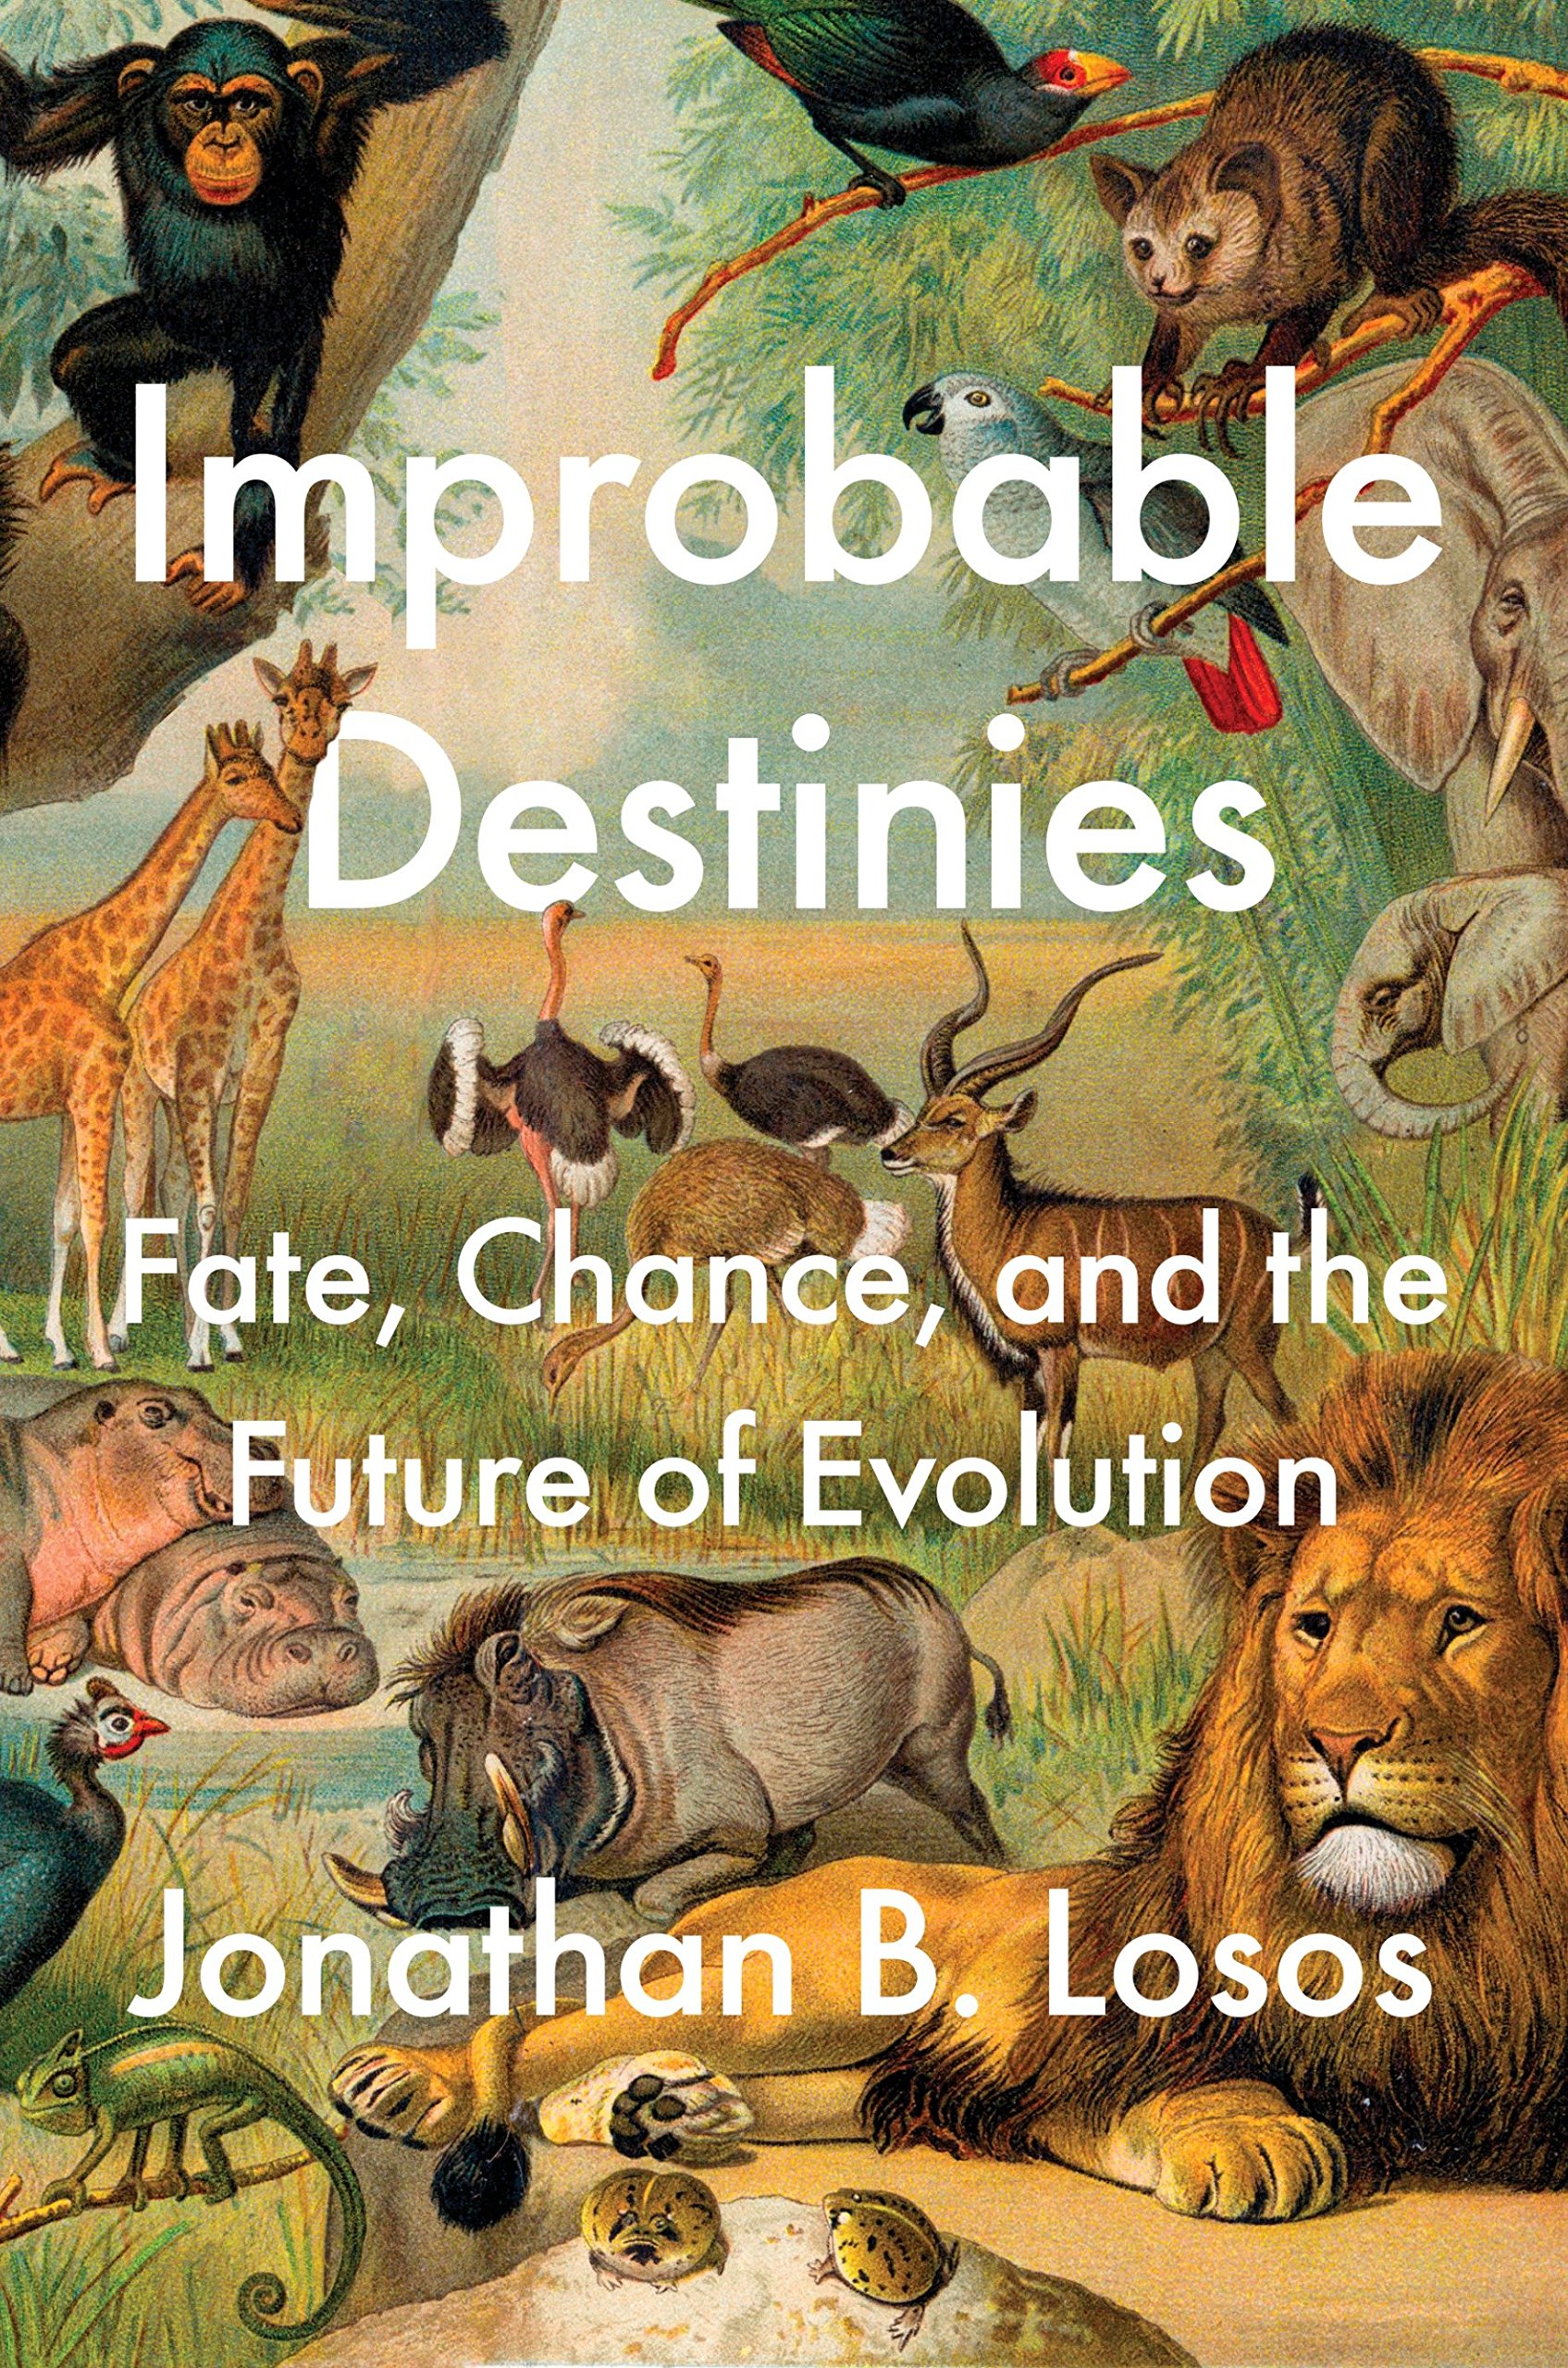 Improbable
Destinies
Fate, Chance, and the
Future of Evolution
Jonathan B. Losos